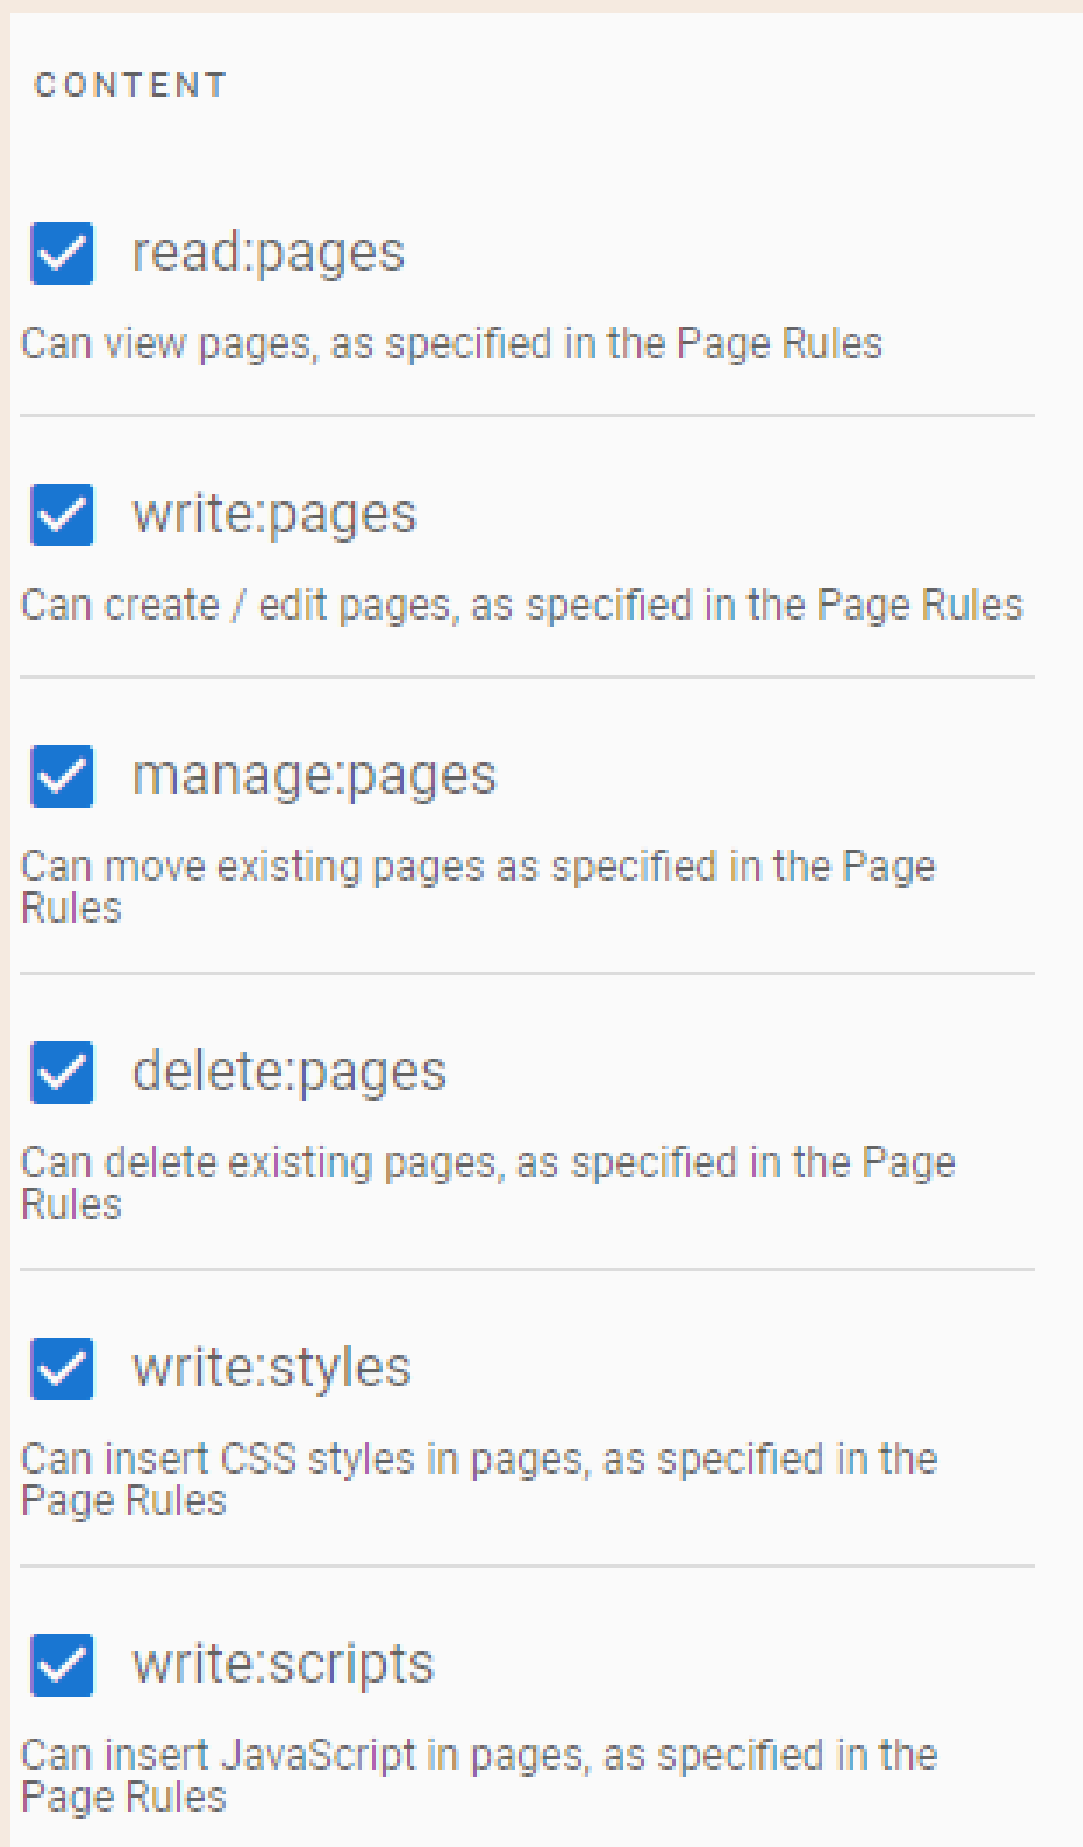 CONTENT
read:pages
Can view pages, as specified in the Page Rules
write:pages
Can create / edit pages, as specified in the Page Rules
manage:pages
Can move existing pages as specified in the Page
Rules
delete:pages
Can delete existing pages, as specified in the Page
Rules
write:styles
Can insert CSS styles in pages, as specified in the
Page Rules
write:scripts
Can insert JavaScript in pages, as specified in the
Page Rules